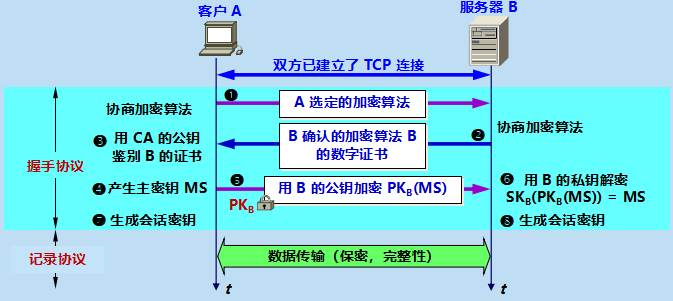 客户 A
服务器 B
双方已建立了 TCP 连接
❶
A 选定的加密算法
协商加密算法
协商加密算法
❷
B 确认的加密算法 B
的数字证书
❸ 用 CA 的公钥
鉴别 B 的证书
握手协议
❹ 产生主密钥 MS
❺
用 B 的公钥加密 PKB(MS)
PKB
❻ 用 B 的私钥解密
SKB(PKB(MS)) = MS
❼ 生成会话密钥
❽ 生成会话密钥
记录协议
数据传输（保密，完整性）
t
t